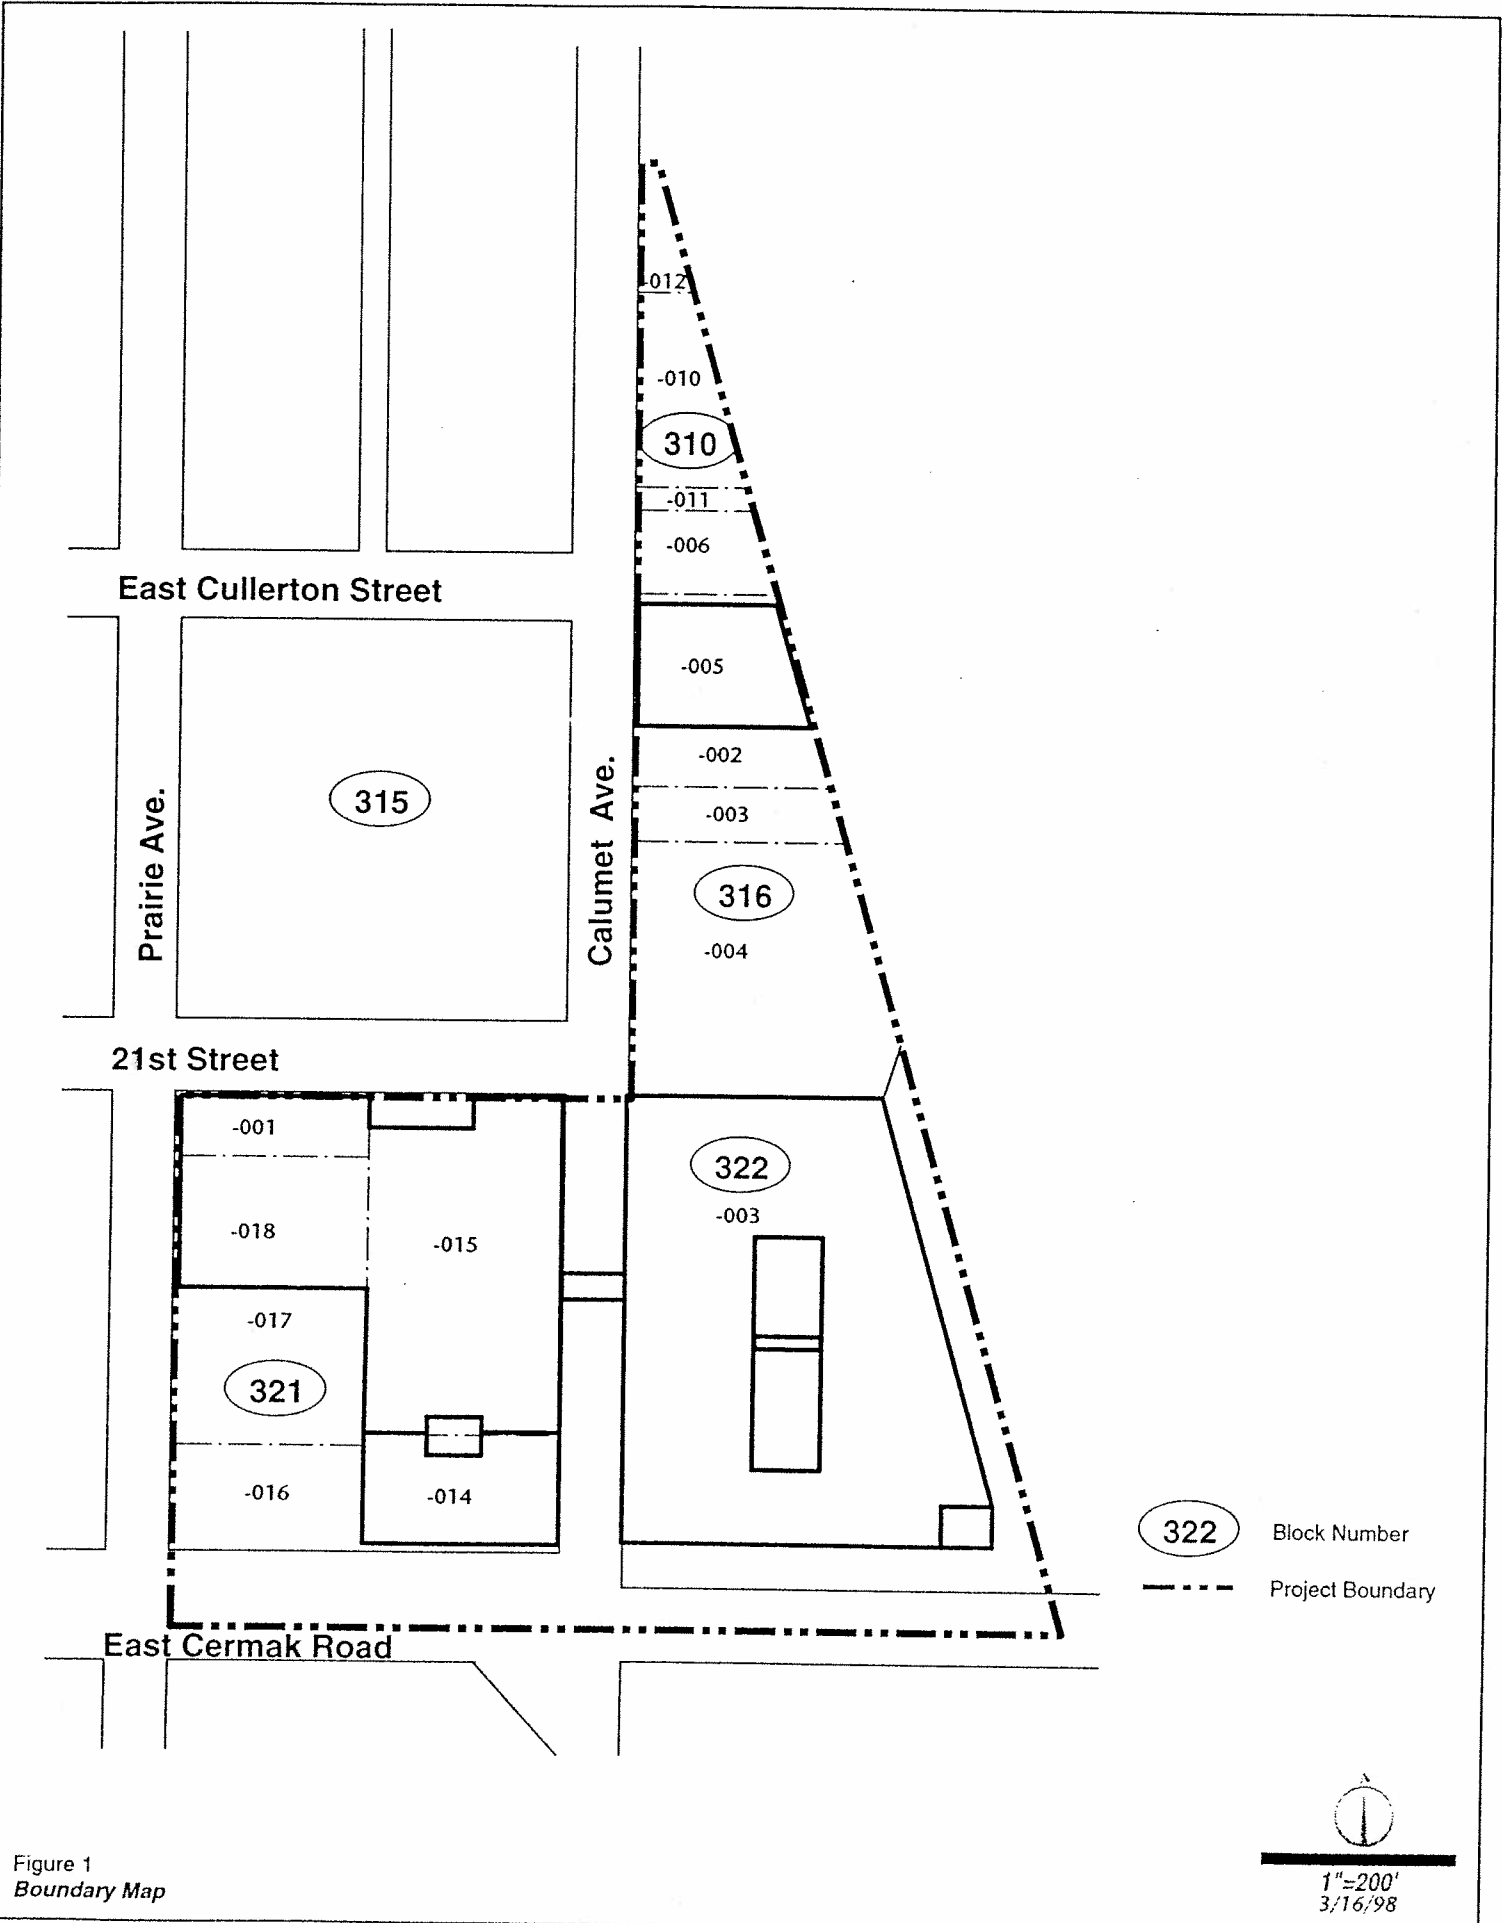 -012
-010
310
-011
-006
East Cullerton Street
-005
-002
315
-003
Prairie Ave.
Calumet Ave.
316
-004
21st Street
-001
322
-003
-018
-015
-017
321
-016
-014
322 Block Number
Project Boundary
East Cermak Road
Figure 1
Boundary Map
1"=200'
3/16/98